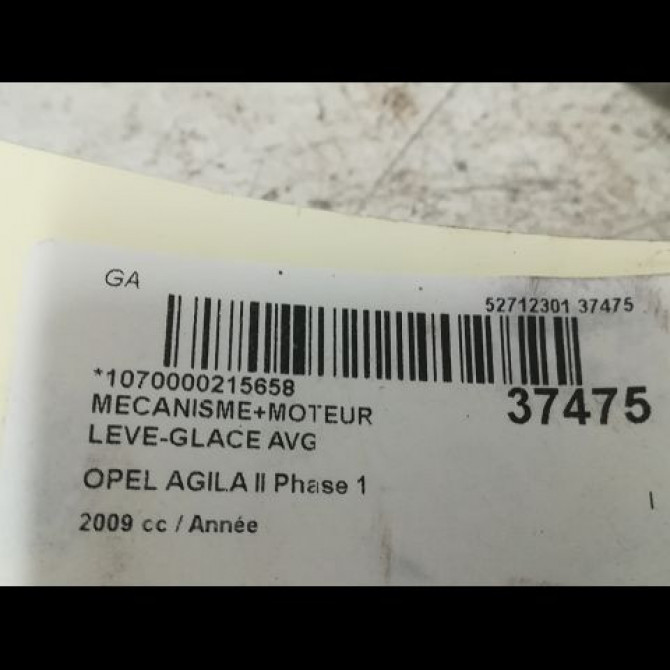 GA
52712301 37475
*1070000215658
37475
MECANISME+MOTEUR
LEVE-GLACE AVG
OPEL AGILA II Phase 1
2009 cc / Année